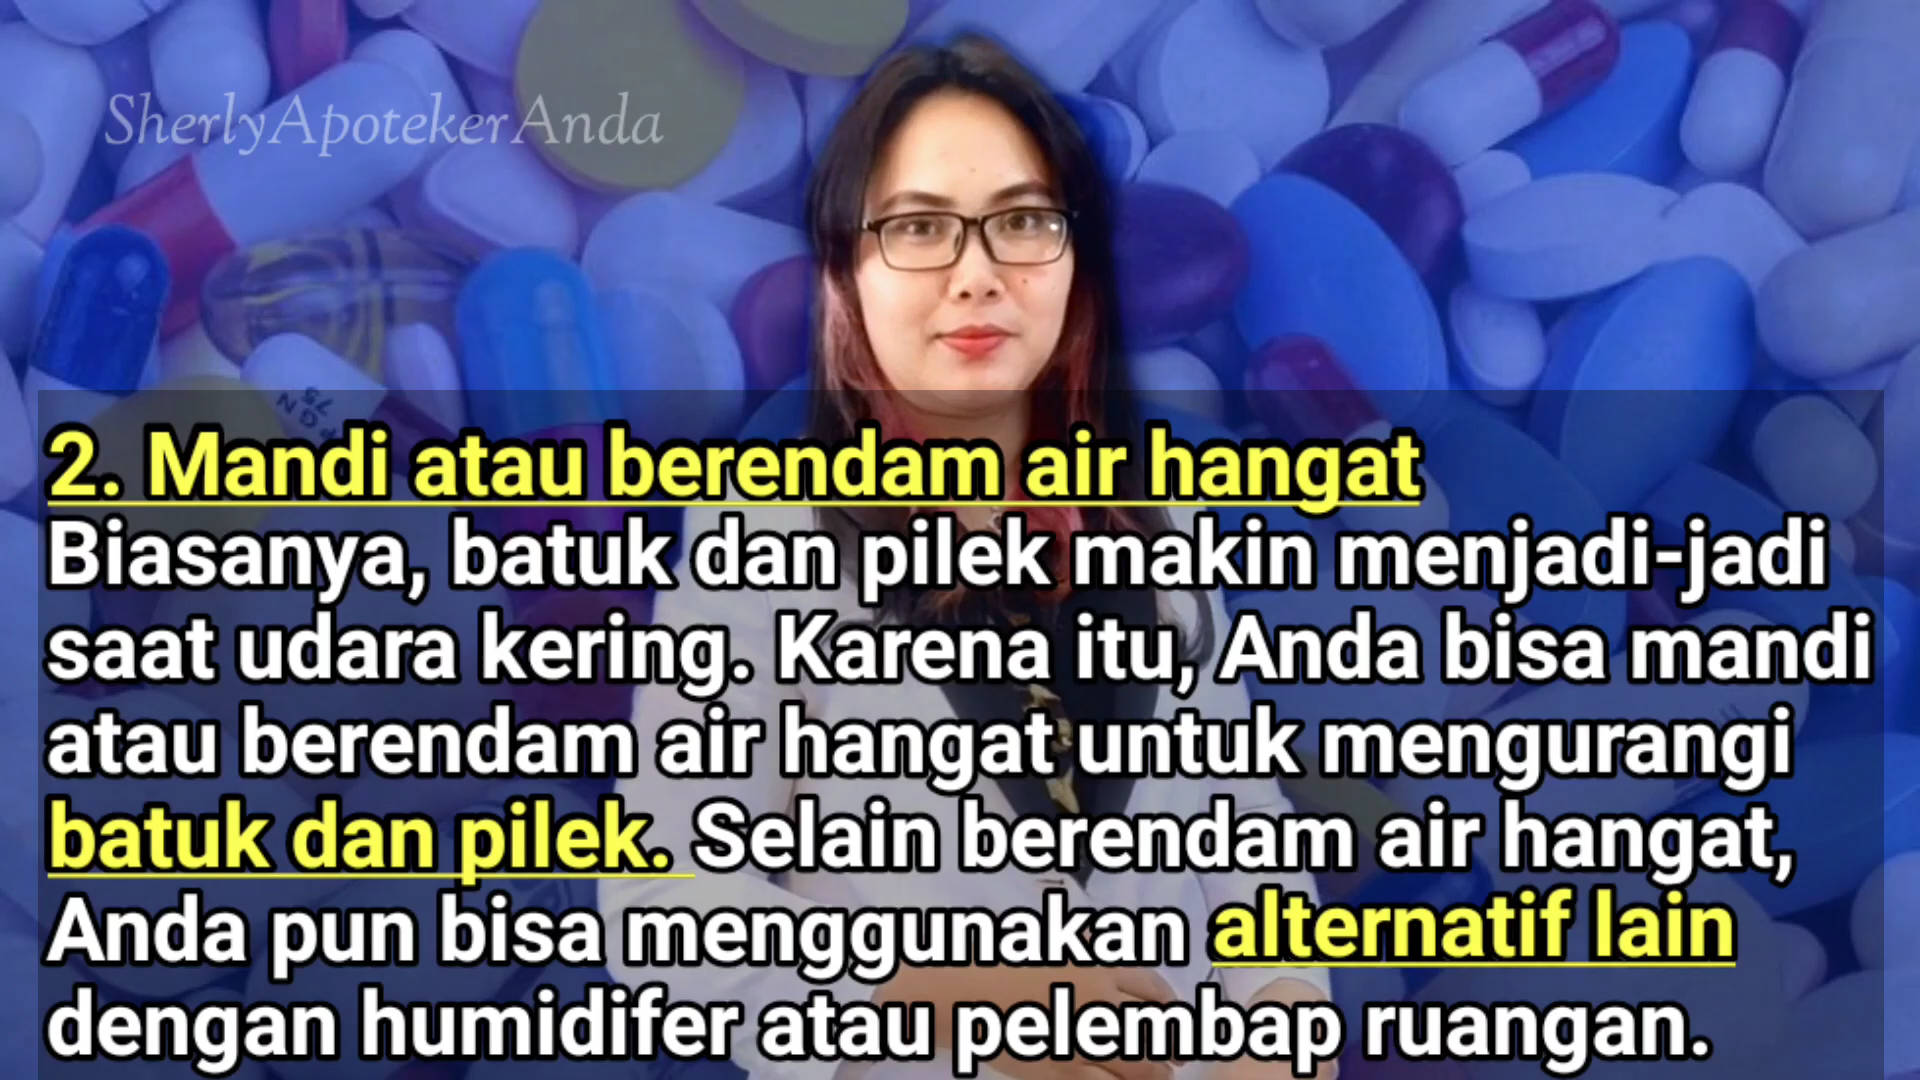 SherlyApotekerAnda
2. Mandi atau berendam air hangat
Biasanya, batuk dan pilek makin menjadi-jadi
saat udara kering. Karena itu, Anda bisa mandi
atau berendam air hangat untuk mengurangi
batuk dan pilek. Selain berendam air hangat,
Anda pun bisa menggunakan alternatif lain
dengan humidifer atau pelembap ruangan.